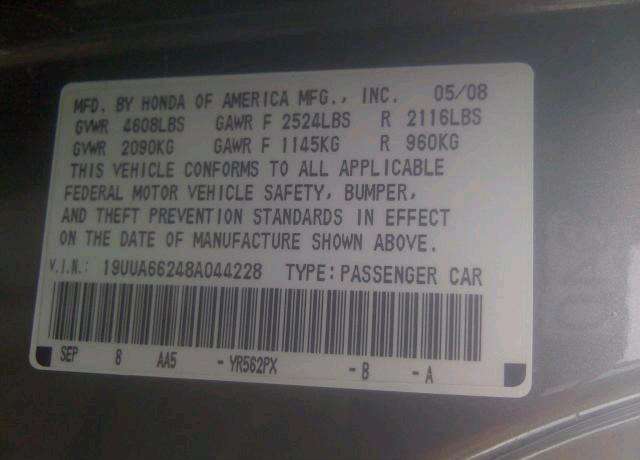 MFD. BY HONDA OF AMERICA MFG., INC. 05/08
GVWR 4608LBS GAWR F 2524LBS R 2116LBS
GVWR 2090KG GAWR F 1145KG R 960KG
THIS VEHICLE CONFORMS TO ALL APPLICABLE
FEDERAL MOTOR VEHICLE SAFETY, BUMPER,
AND THEFT PREVENTION STANDARDS IN EFFECT
ON THE DATE OF MANUFACTURE SHOWN ABOVE.
V.I.N.: 19UUA66248A044228 TYPE: PASSENGER CAR
SEP 8 AA5 - YR562PX - B - A